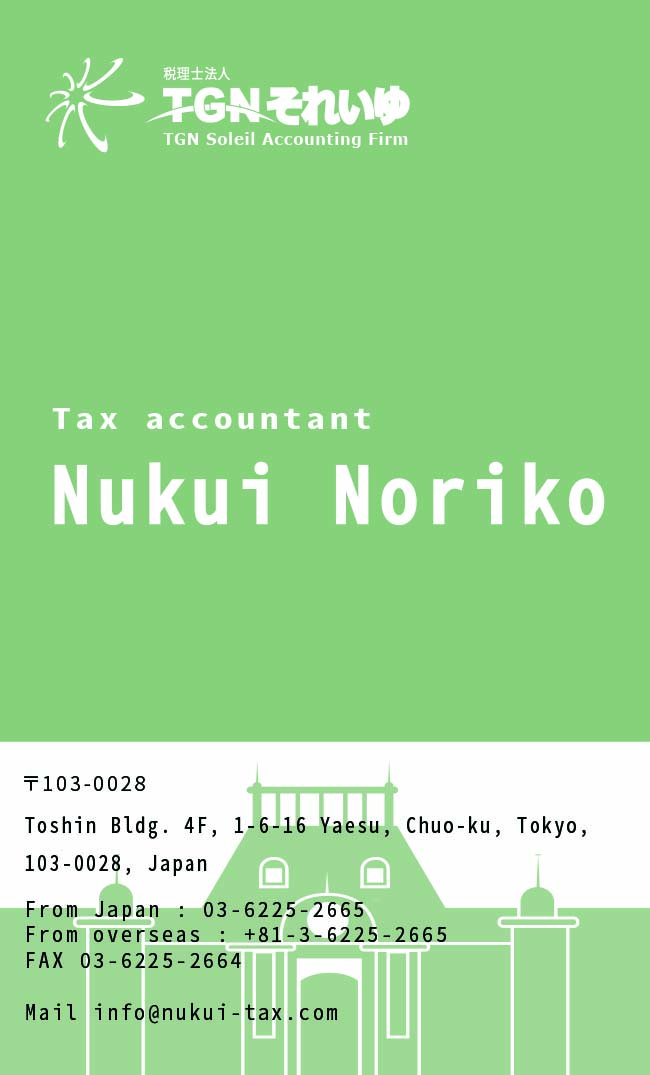 税理士法人
TGNそれいゆ
TGN Soleil Accounting Firm
Tax accountant
Nukui Noriko
〒103-0028
Toshin Bldg. 4F, 1-6-16 Yaesu, Chuo-ku, Tokyo,
103-0028, Japan
From Japan : 03-6225-2665
From overseas : +81-3-6225-2665
FAX 03-6225-2664
Mail info@nukui-tax.com